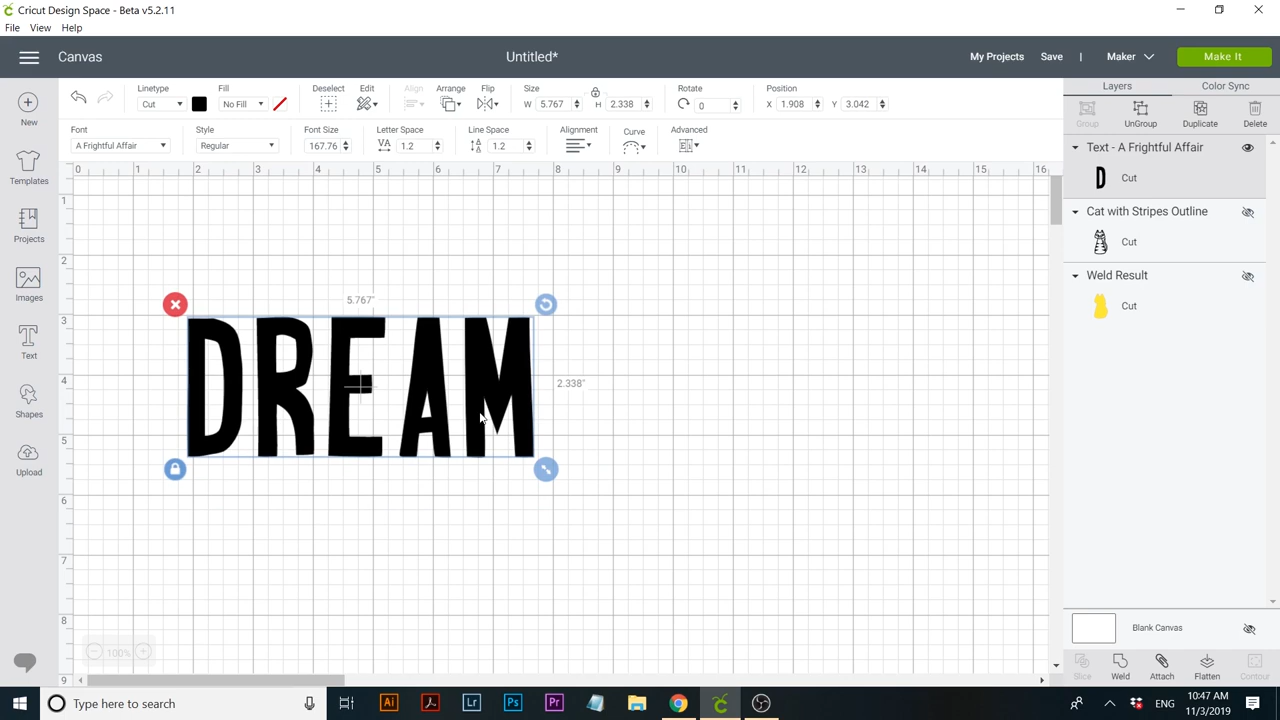 Cricut Design Space - Beta v5.2.11
File View Help
Canvas
Untitled*
My Projects Save | Maker Make It
Linetype Fill Deselect Edit Align Arrange Flip Size Rotate Position
Cut No Fill W 5.767 H 2.338 0 X 1.908 Y 3.042
Font Style Font Size Letter Space Line Space Alignment Curve Advanced
A Frightful Affair Regular 167.76 VA 1.2 1.2
0 1 2 3 4 5 6 7 8 9 10 11 12 13 14 15 16
1
2
3
4
5
6
7
8
9
New
Templates
Projects
Images
Text
Shapes
Upload
5.767"
2.338"
DREAM
100%
Layers Color Sync
Group UnGroup Duplicate Delete
Text - A Frightful Affair
D Cut
Cat with Stripes Outline
Cut
Weld Result
Cut
Blank Canvas
Slice Weld Attach Flatten Contour
Type here to search
Ai Lr Ps Pr
ENG
10:47 AM
11/3/2019